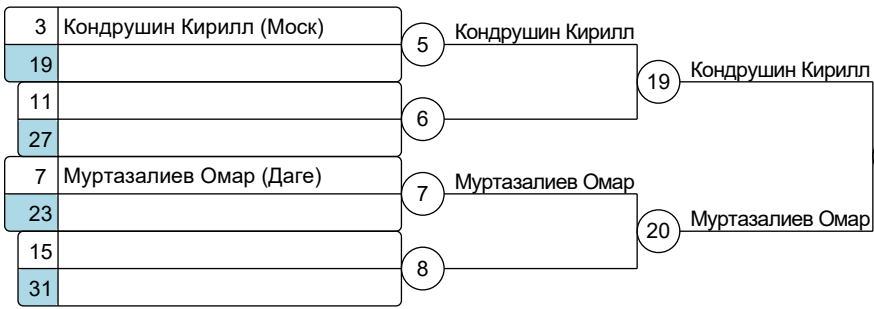 3 Кондрушин Кирилл (Моск)
19
5 Кондрушин Кирилл
11
27
6
19 Кондрушин Кирилл
7 Муртазалиев Омар (Даге)
23
7 Муртазалиев Омар
15
31
8
20 Муртазалиев Омар